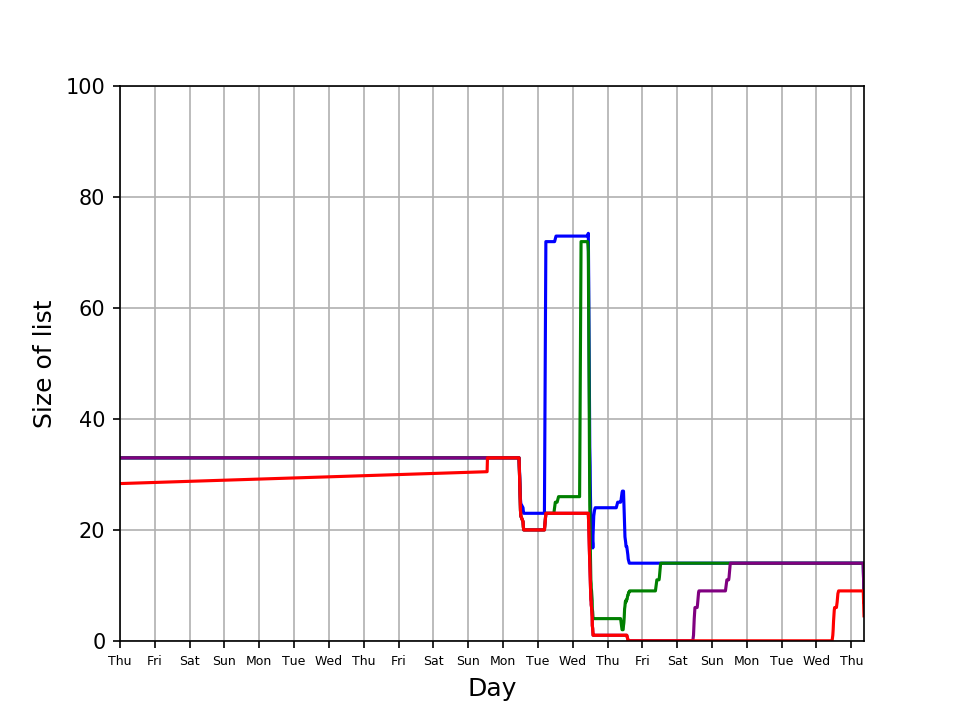 100
80
60
40
20
0
Size of list
Thu Fri Sat Sun Mon Tue Wed Thu Fri Sat Sun Mon Tue Wed Thu Fri Sat Sun Mon Tue Wed Thu
Day